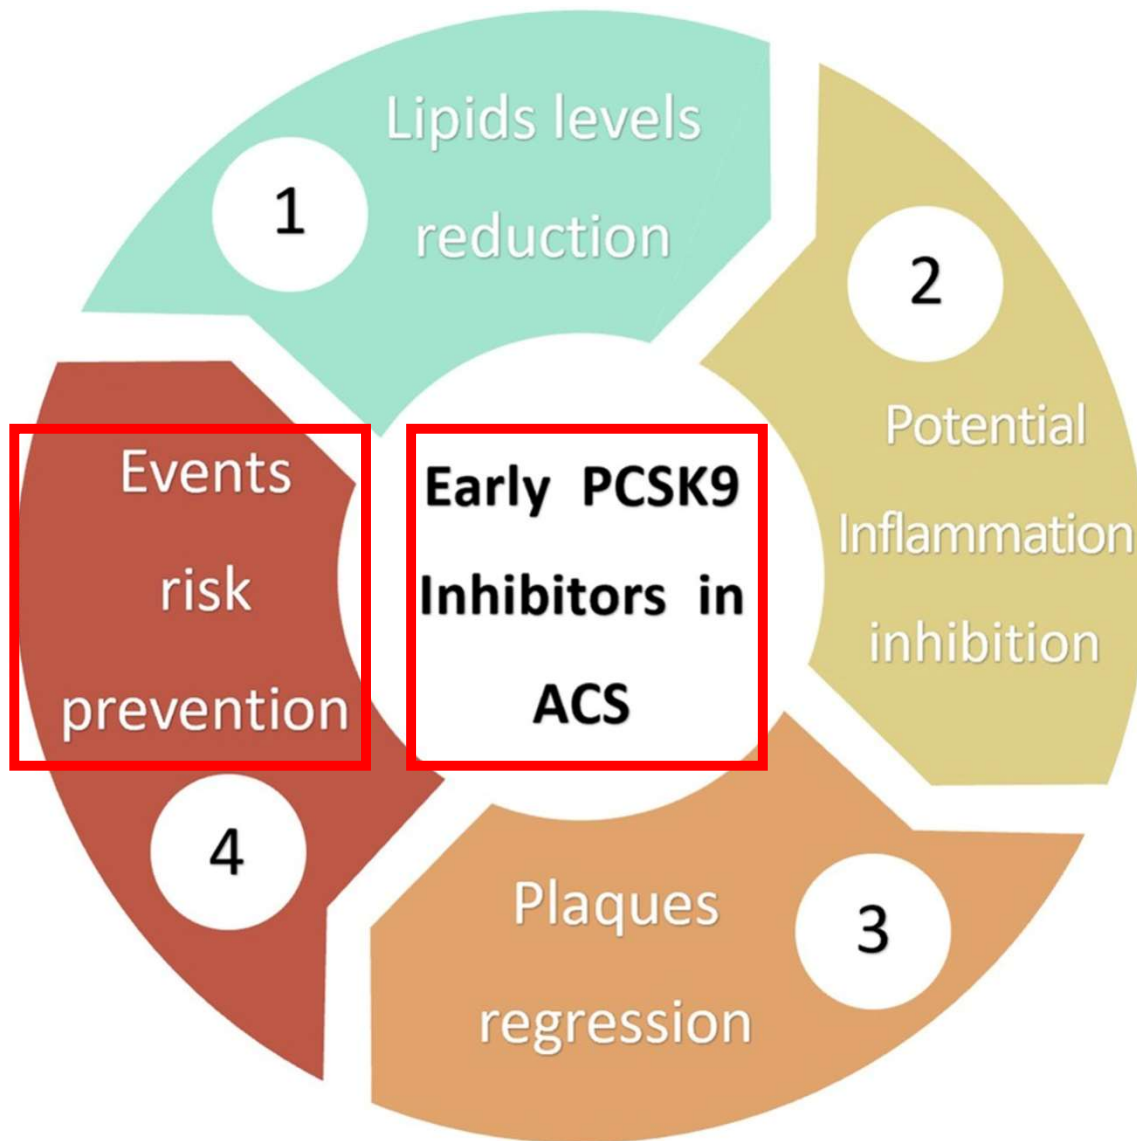 1
Lipids levels
reduction
2
Potential
Inflammation
inhibition
3
Plaques
regression
4
Events
risk
prevention
Early PCSK9
Inhibitors in
ACS